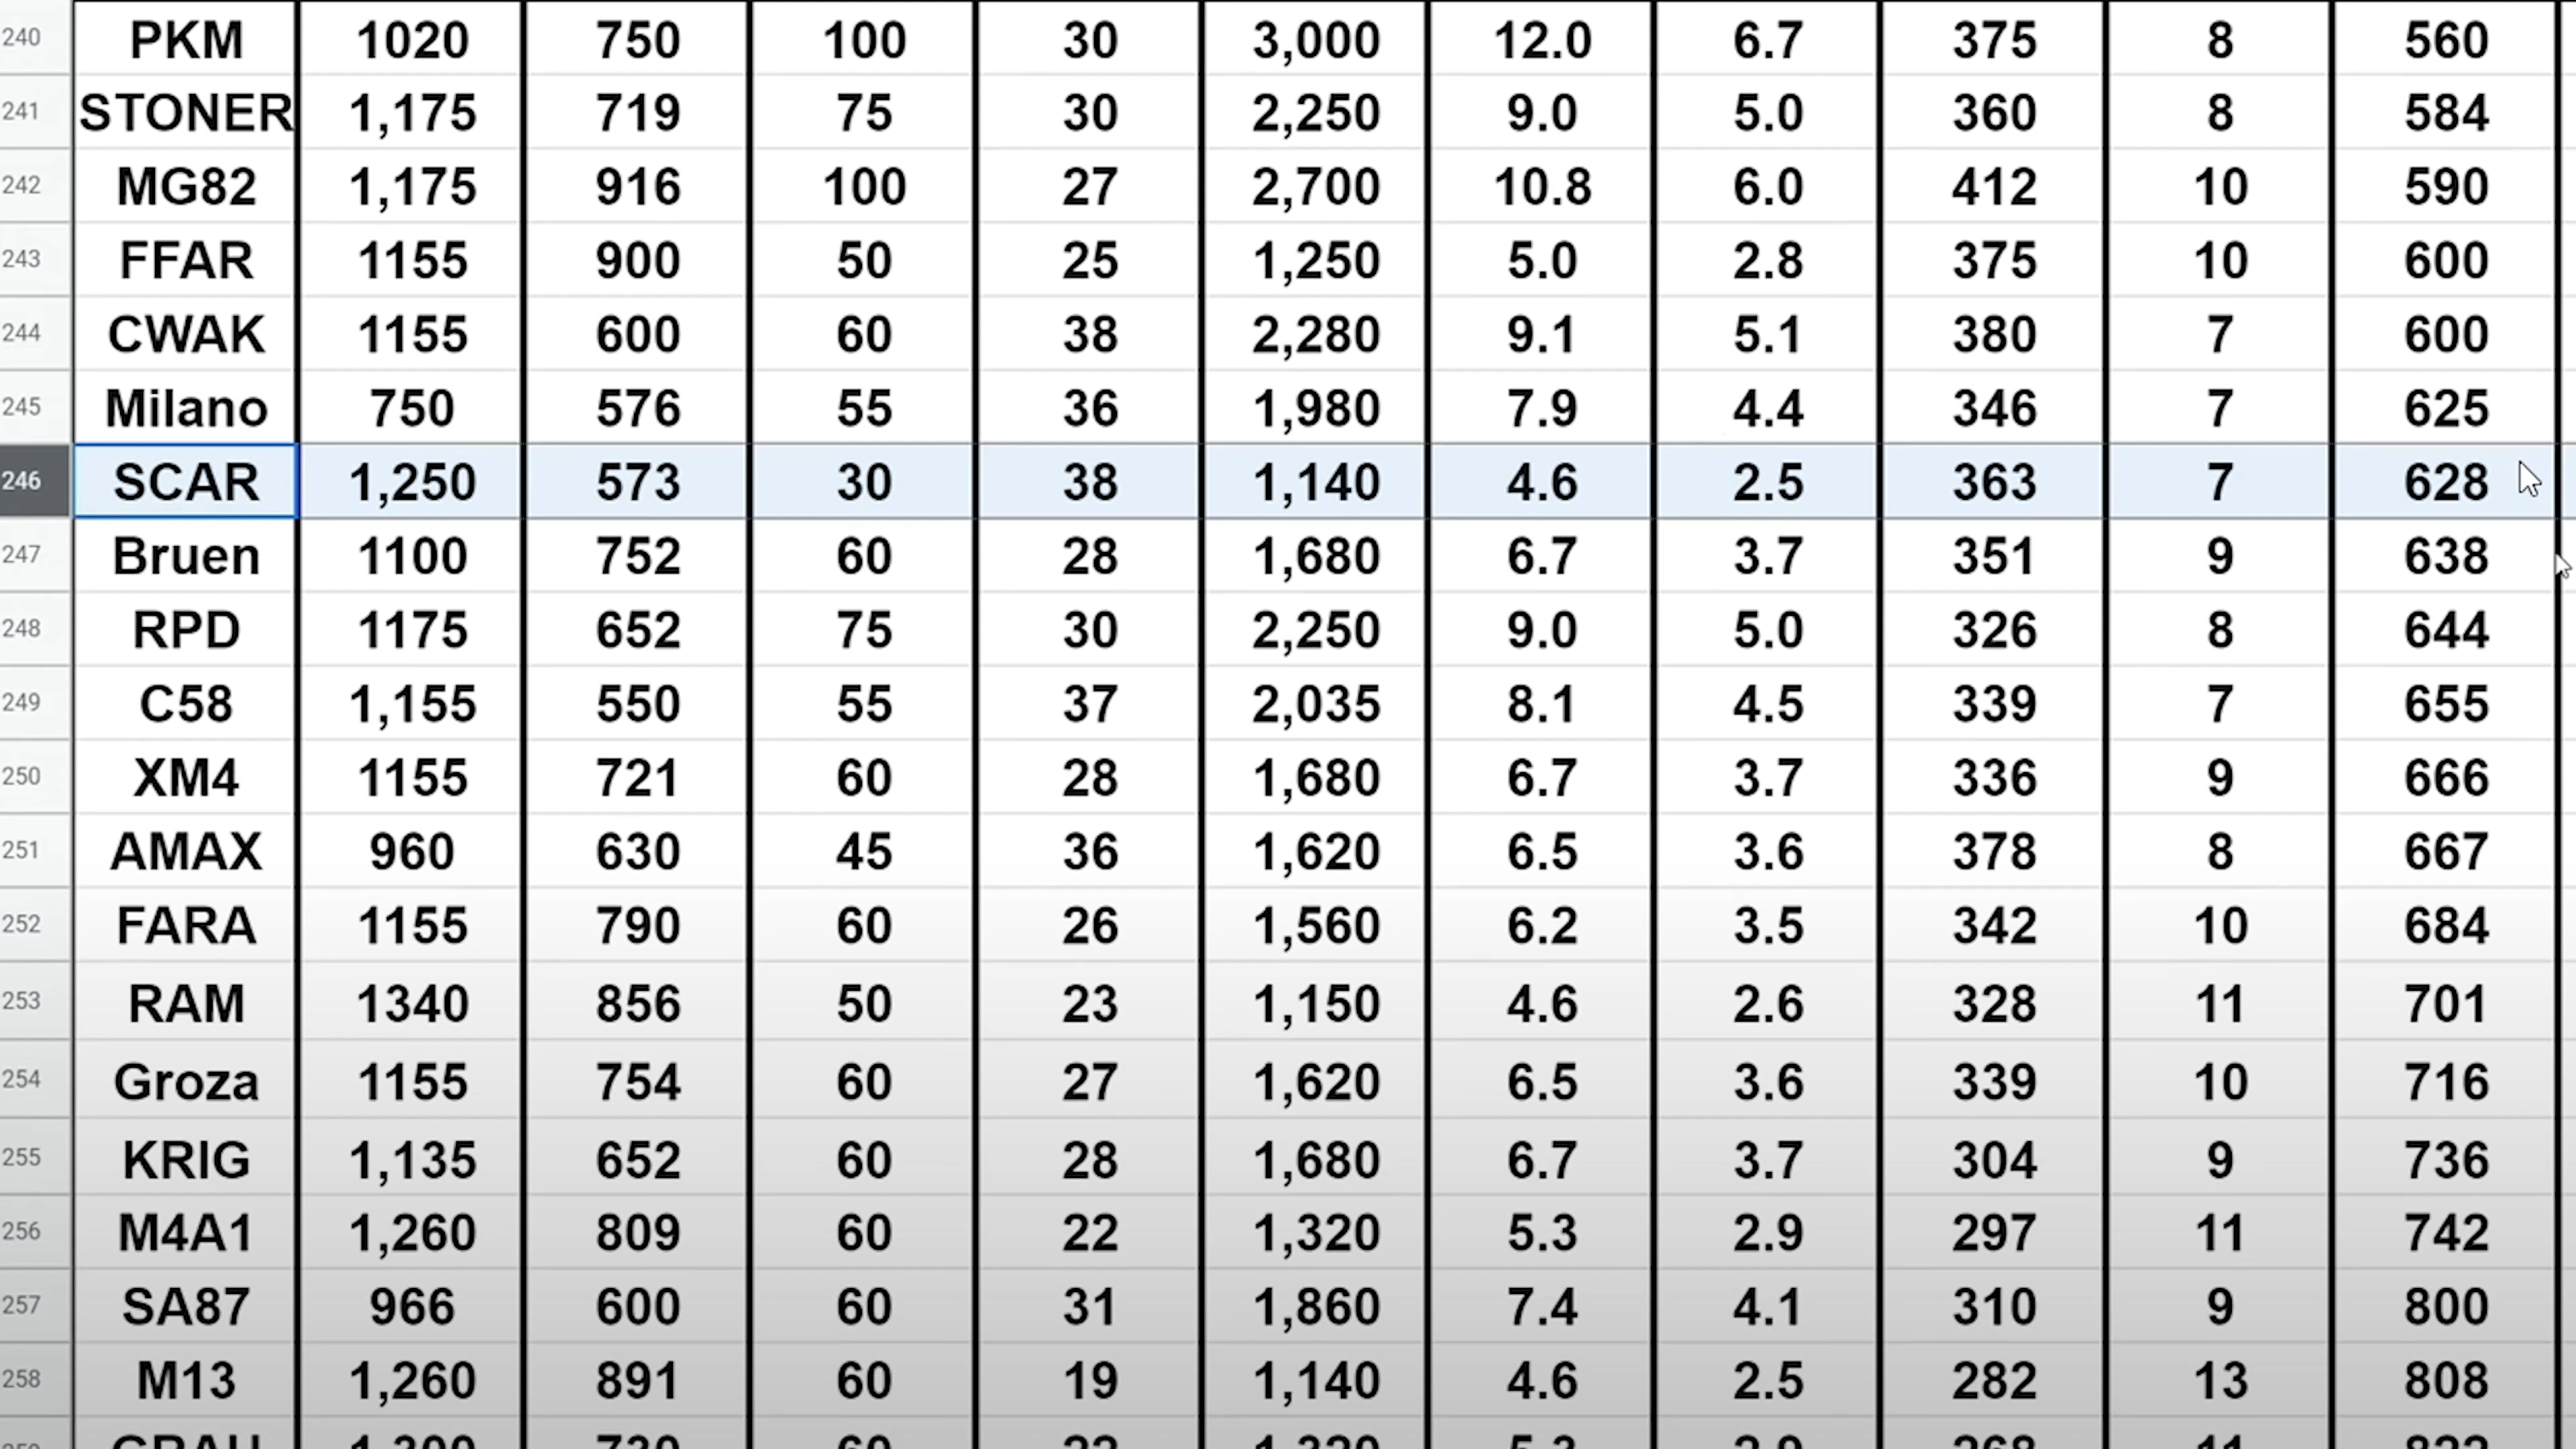 240 PKM 1020 750 100 30 3,000 12.0 6.7 375 8 560
241 STONER 1,175 719 75 30 2,250 9.0 5.0 360 8 584
242 MG82 1,175 916 100 27 2,700 10.8 6.0 412 10 590
243 FFAR 1155 900 50 25 1,250 5.0 2.8 375 10 600
244 CWAK 1155 600 60 38 2,280 9.1 5.1 380 7 600
245 Milano 750 576 55 36 1,980 7.9 4.4 346 7 625
246 SCAR 1,250 573 30 38 1,140 4.6 2.5 363 7 628
247 Bruen 1100 752 60 28 1,680 6.7 3.7 351 9 638
248 RPD 1175 652 75 30 2,250 9.0 5.0 326 8 644
249 C58 1,155 550 55 37 2,035 8.1 4.5 339 7 655
250 XM4 1155 721 60 28 1,680 6.7 3.7 336 9 666
251 AMAX 960 630 45 36 1,620 6.5 3.6 378 8 667
252 FARA 1155 790 60 26 1,560 6.2 3.5 342 10 684
253 RAM 1340 856 50 23 1,150 4.6 2.6 328 11 701
254 Groza 1155 754 60 27 1,620 6.5 3.6 339 10 716
255 KRIG 1,135 652 60 28 1,680 6.7 3.7 304 9 736
256 M4A1 1,260 809 60 22 1,320 5.3 2.9 297 11 742
257 SA87 966 600 60 31 1,860 7.4 4.1 310 9 800
258 M13 1,260 891 60 19 1,140 4.6 2.5 282 13 808